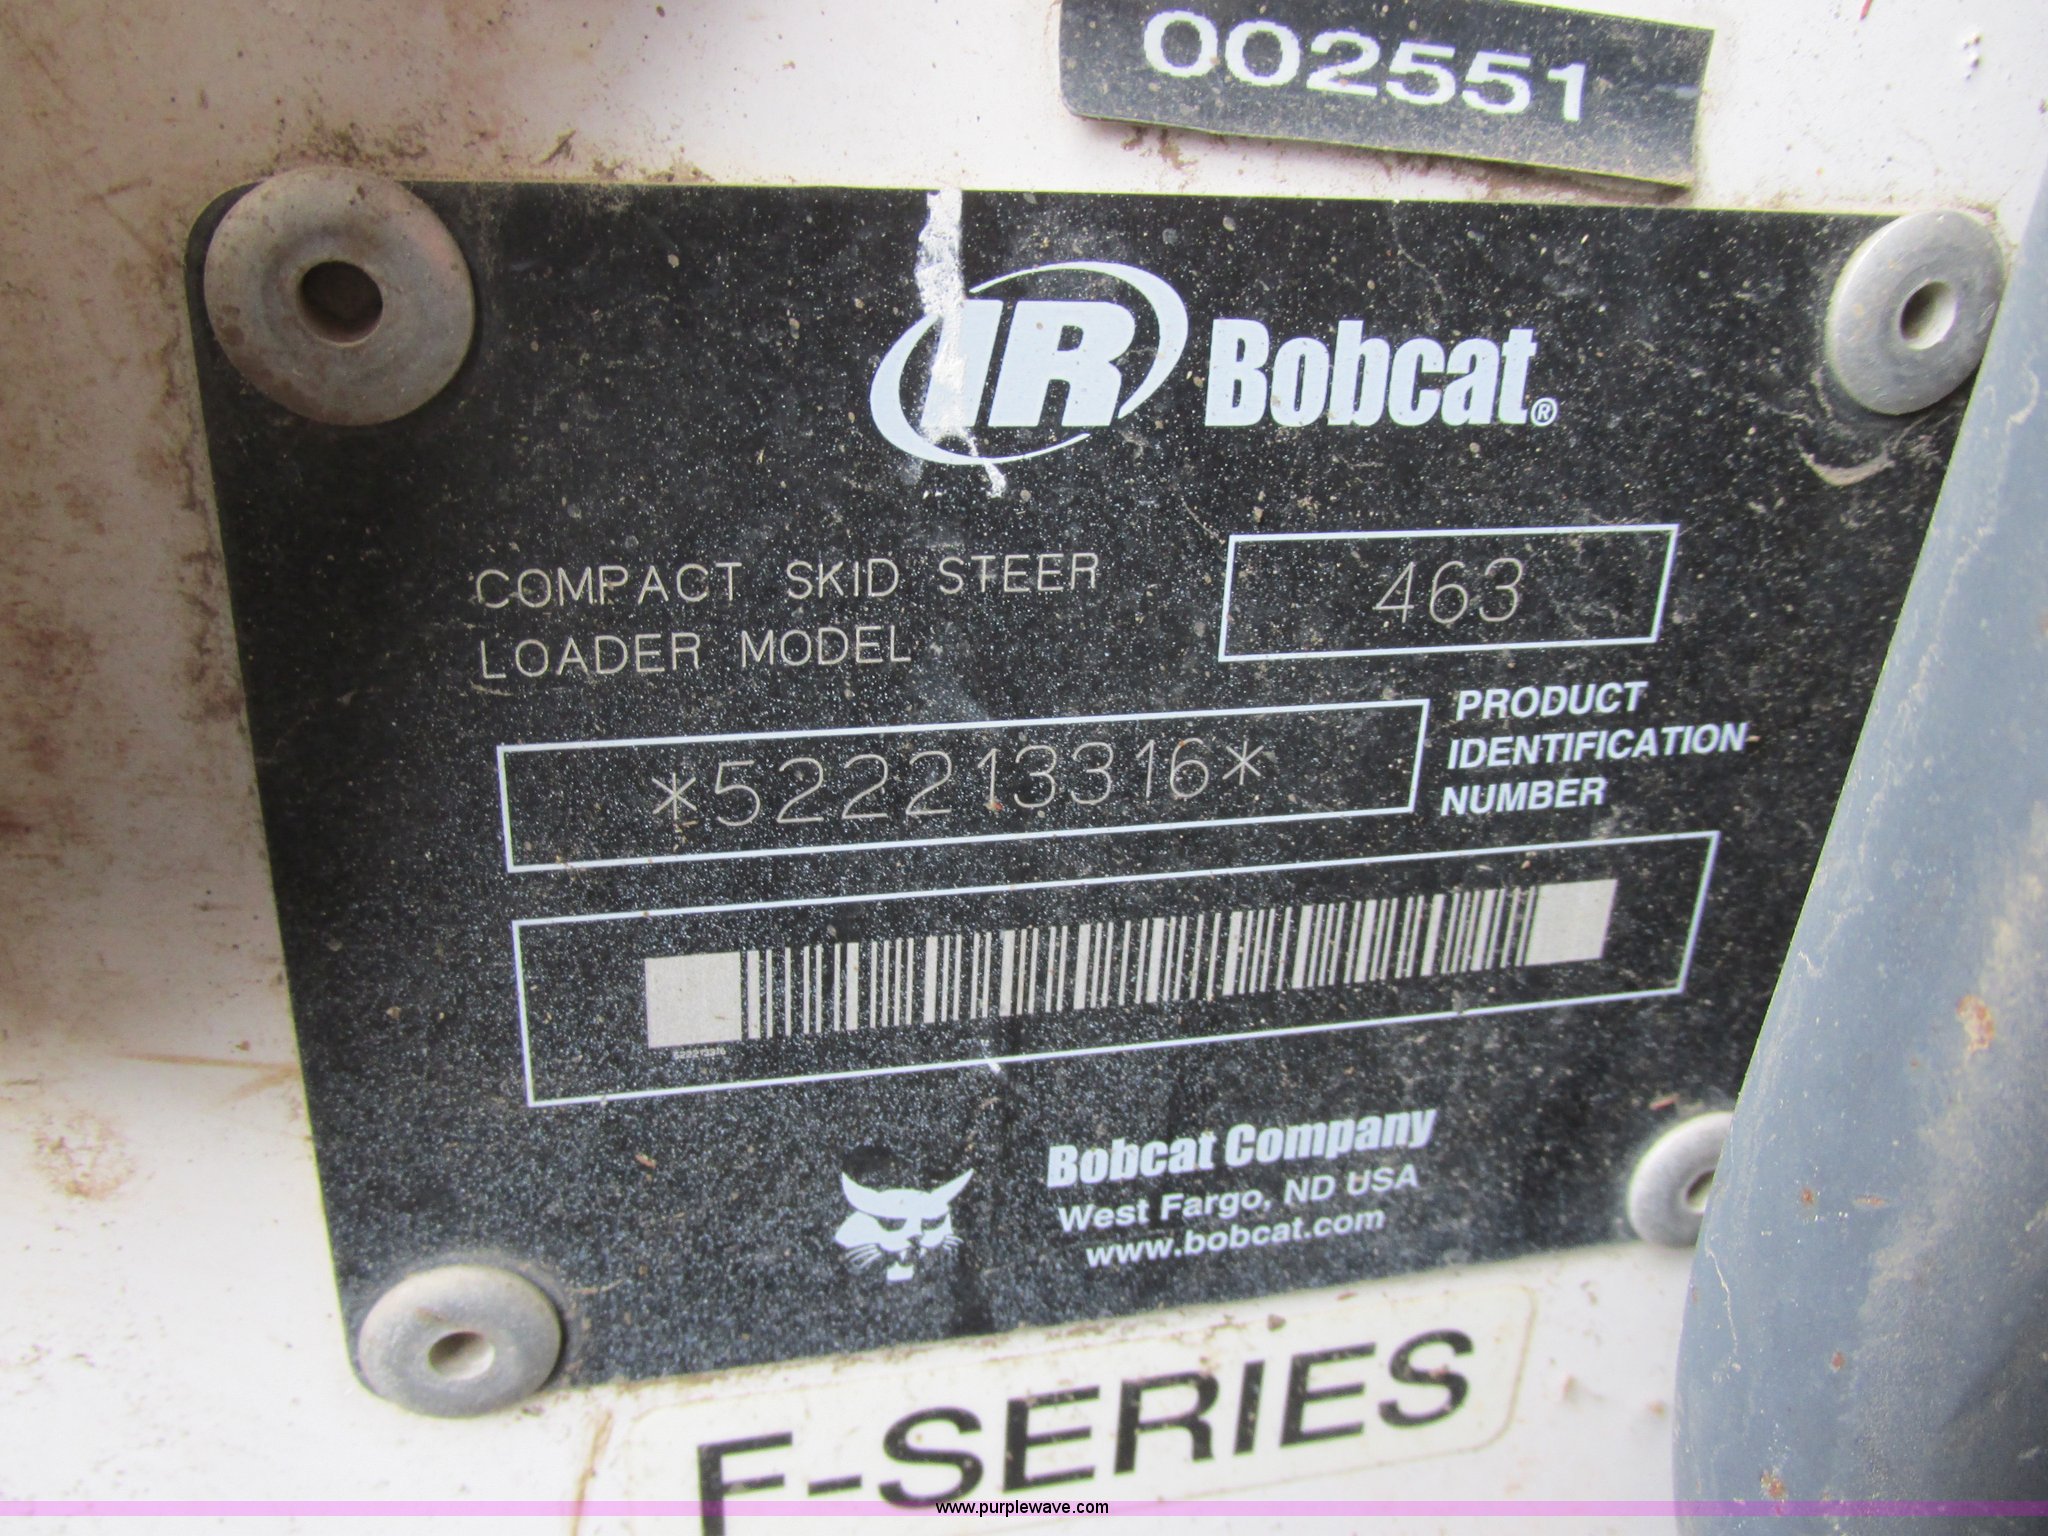 002551
IR Bobcat®
COMPACT SKID STEER
LOADER MODEL
463
*522213316*
PRODUCT
IDENTIFICATION
NUMBER
522213316
Bobcat Company
West Fargo, ND USA
www.bobcat.com
F-SERIES
www.purplewave.com